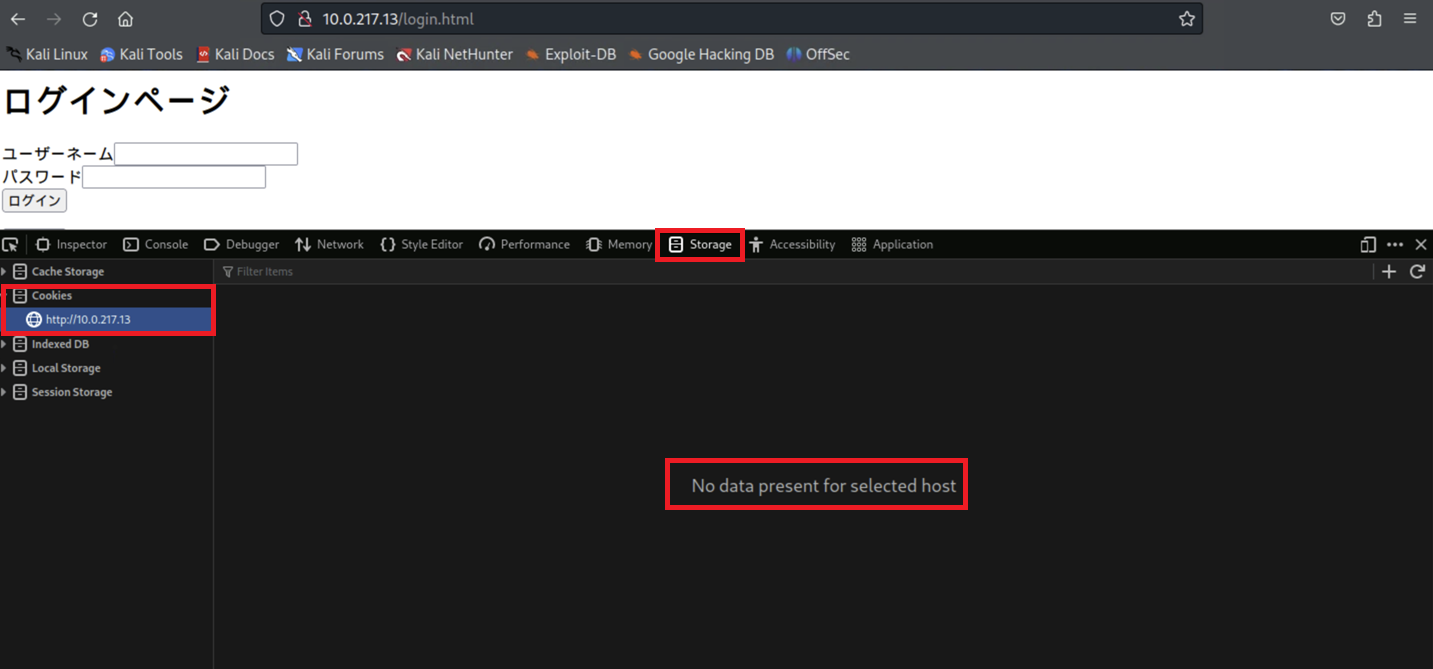 10.0.217.13/login.html
Kali Linux Kali Tools Kali Docs Kali Forums Kali NetHunter Exploit-DB Google Hacking DB OffSec
ログインページ
ユーザーネーム
パスワード
ログイン
Inspector Console Debugger Network Style Editor Performance Memory Storage Accessibility Application
Cache Storage Filter Items
Cookies
http://10.0.217.13
Indexed DB
Local Storage
Session Storage
No data present for selected host